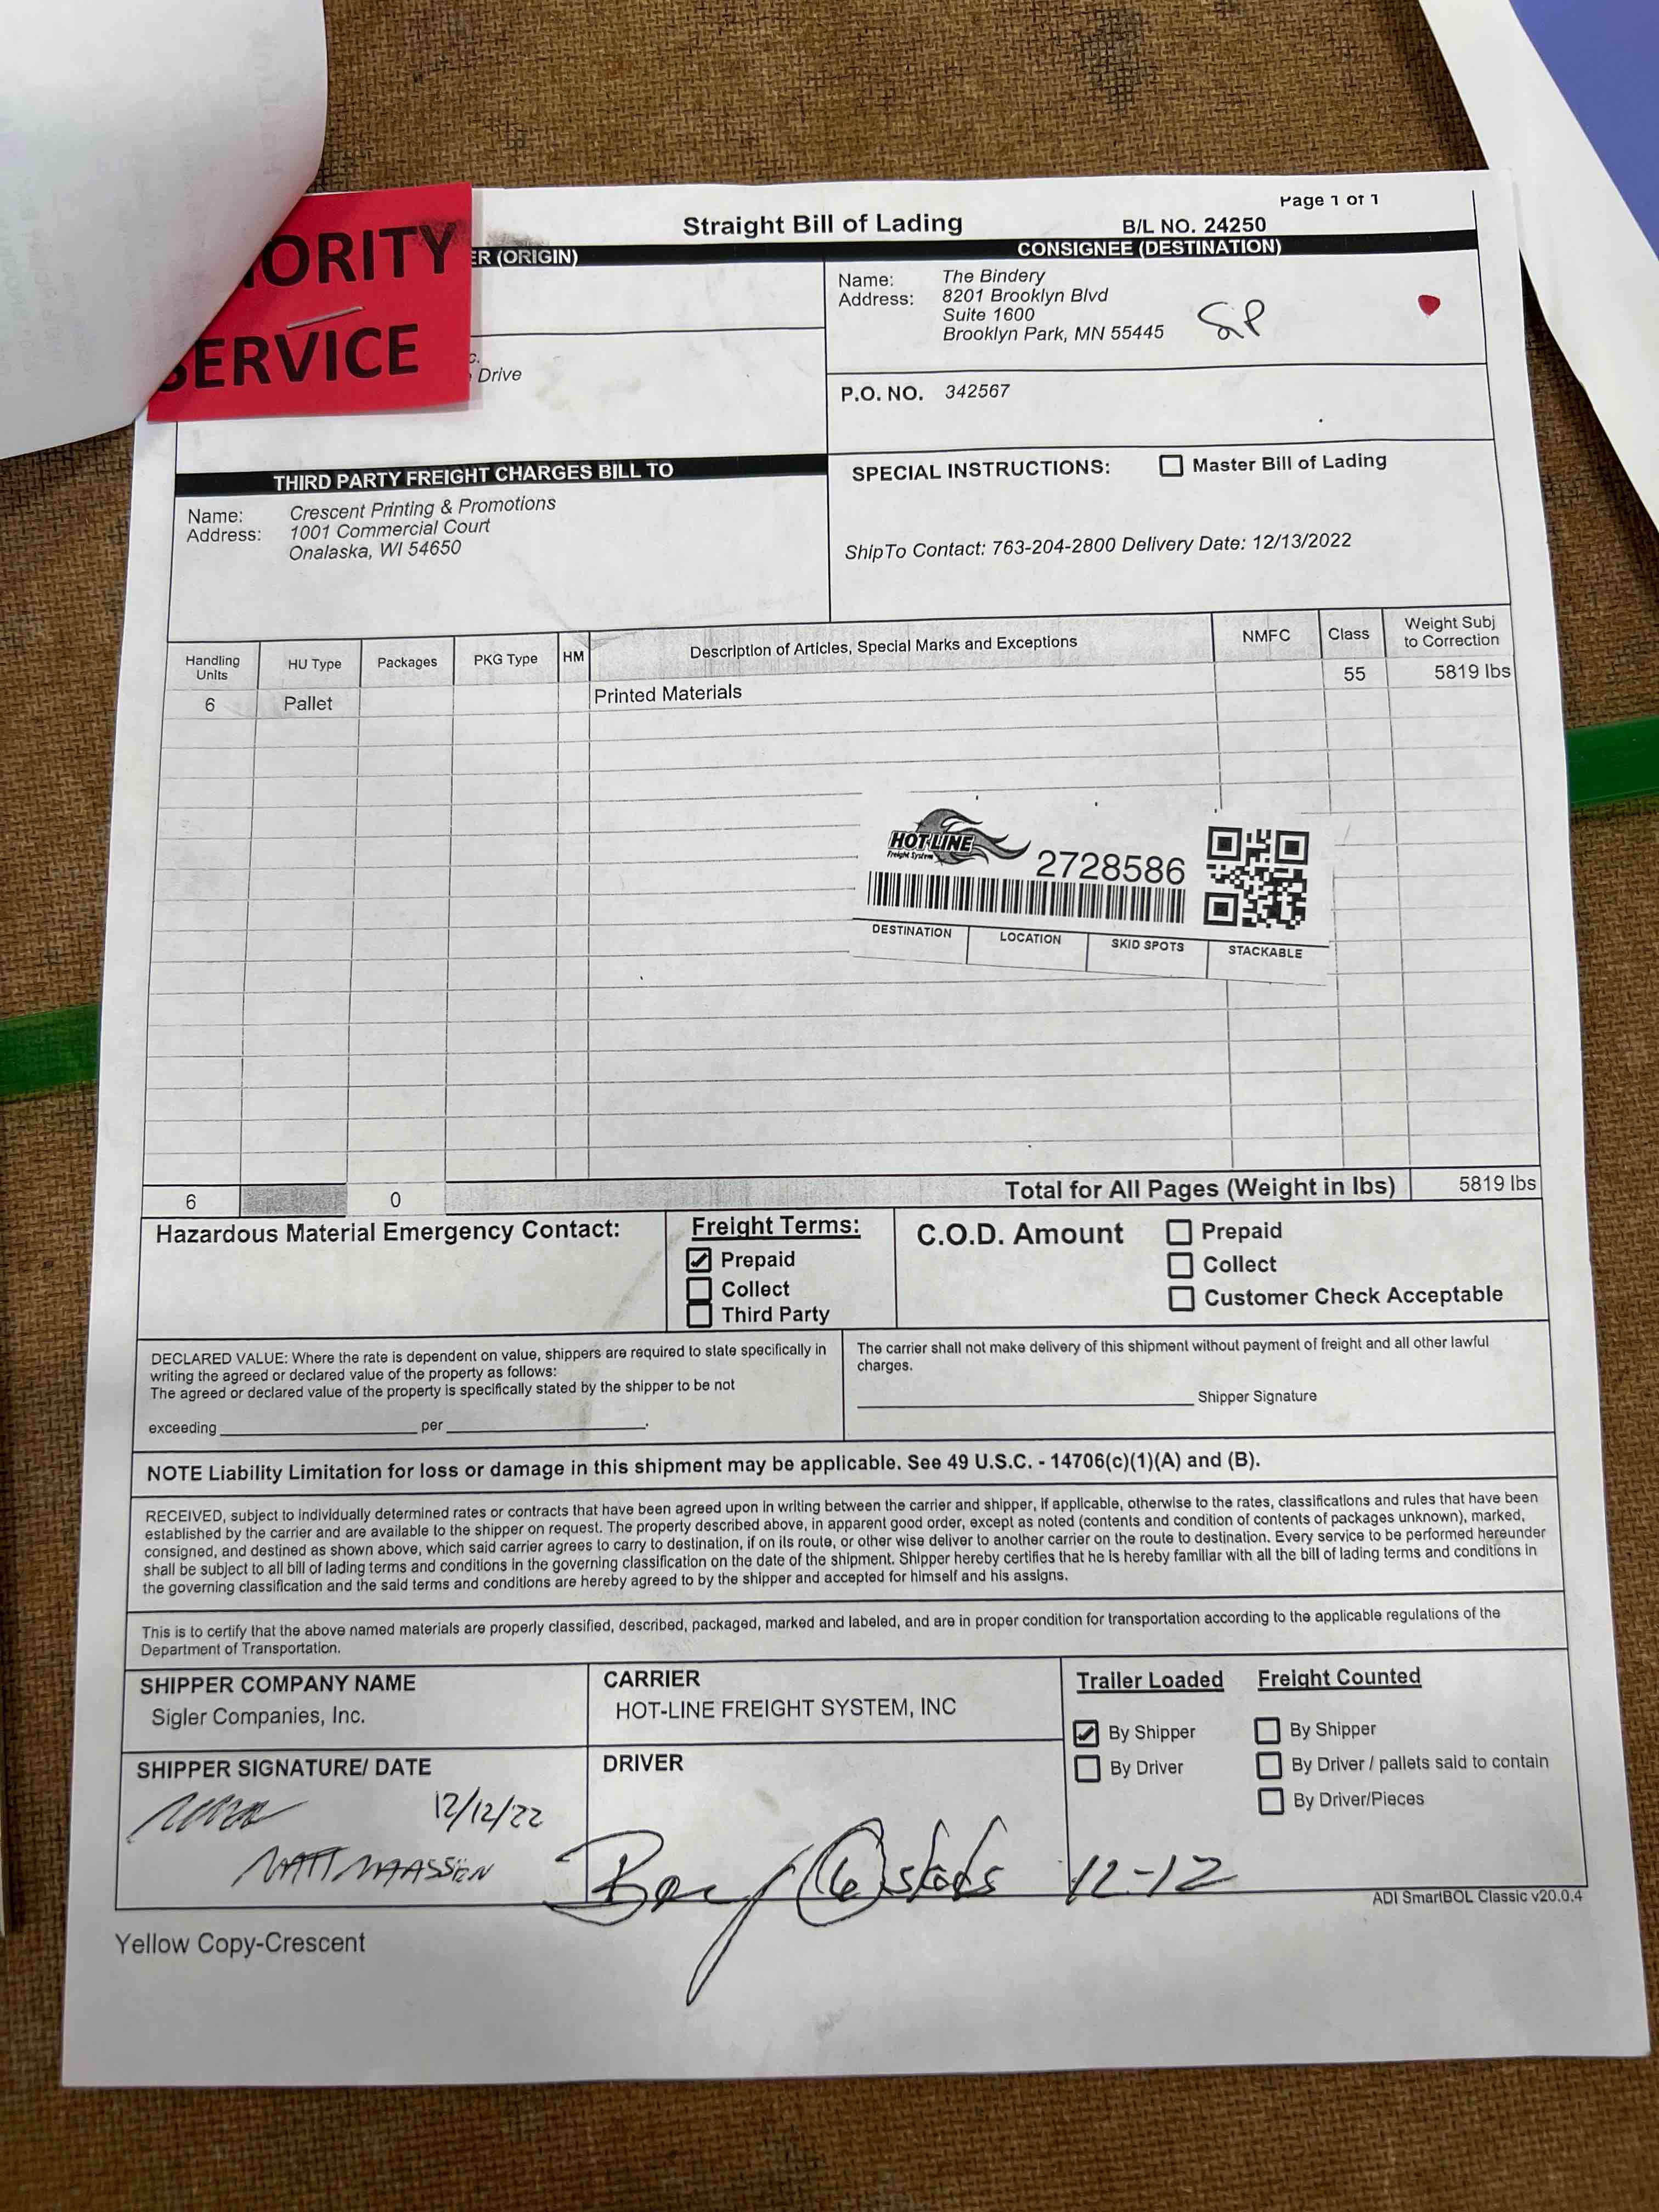 Page 1 of 1
Straight Bill of Lading
B/L NO. 24250
ORITY
SERVICE
ER (ORIGIN)
Drive
CONSIGNEE (DESTINATION)
Name: The Bindery
Address: 8201 Brooklyn Blvd
Suite 1600
Brooklyn Park, MN 55445
P.O. NO. 342567
THIRD PARTY FREIGHT CHARGES BILL TO
Name: Crescent Printing & Promotions
Address: 1001 Commercial Court
Onalaska, WI 54650
SPECIAL INSTRUCTIONS: Master Bill of Lading
ShipTo Contact: 763-204-2800 Delivery Date: 12/13/2022
Handling Units HU Type Packages PKG Type HM Description of Articles, Special Marks and Exceptions NMFC Class Weight Subj to Correction
6 Pallet Printed Materials 55 5819 lbs
HOT-LINE
Freight System
2728586
DESTINATION LOCATION SKID SPOTS STACKABLE
6 0 Total for All Pages (Weight in lbs) 5819 lbs
Hazardous Material Emergency Contact:
Freight Terms:
Prepaid
Collect
Third Party
C.O.D. Amount
Prepaid
Collect
Customer Check Acceptable
DECLARED VALUE: Where the rate is dependent on value, shippers are required to state specifically in
writing the agreed or declared value of the property as follows:
The agreed or declared value of the property is specifically stated by the shipper to be not
exceeding per .
The carrier shall not make delivery of this shipment without payment of freight and all other lawful
charges.
Shipper Signature
NOTE Liability Limitation for loss or damage in this shipment may be applicable. See 49 U.S.C. - 14706(c)(1)(A) and (B).
RECEIVED, subject to individually determined rates or contracts that have been agreed upon in writing between the carrier and shipper, if applicable, otherwise to the rates, classifications and rules that have been
established by the carrier and are available to the shipper on request. The property described above, in apparent good order, except as noted (contents and condition of contents of packages unknown), marked,
consigned, and destined as shown above, which said carrier agrees to carry to destination, if on its route, or other wise deliver to another carrier on the route to destination. Every service to be performed hereunder
shall be subject to all bill of lading terms and conditions in the governing classification on the date of the shipment. Shipper hereby certifies that he is hereby familiar with all the bill of lading terms and conditions in
the governing classification and the said terms and conditions are hereby agreed to by the shipper and accepted for himself and his assigns.
This is to certify that the above named materials are properly classified, described, packaged, marked and labeled, and are in proper condition for transportation according to the applicable regulations of the
Department of Transportation.
SHIPPER COMPANY NAME
Sigler Companies, Inc.
CARRIER
HOT-LINE FREIGHT SYSTEM, INC
Trailer Loaded
By Shipper
By Driver
Freight Counted
By Shipper
By Driver / pallets said to contain
By Driver/Pieces
SHIPPER SIGNATURE/ DATE
12/12/22
MATT MAASSEN
DRIVER
(6) skids 12-12
ADI SmartBOL Classic v20.0.4
Yellow Copy-Crescent